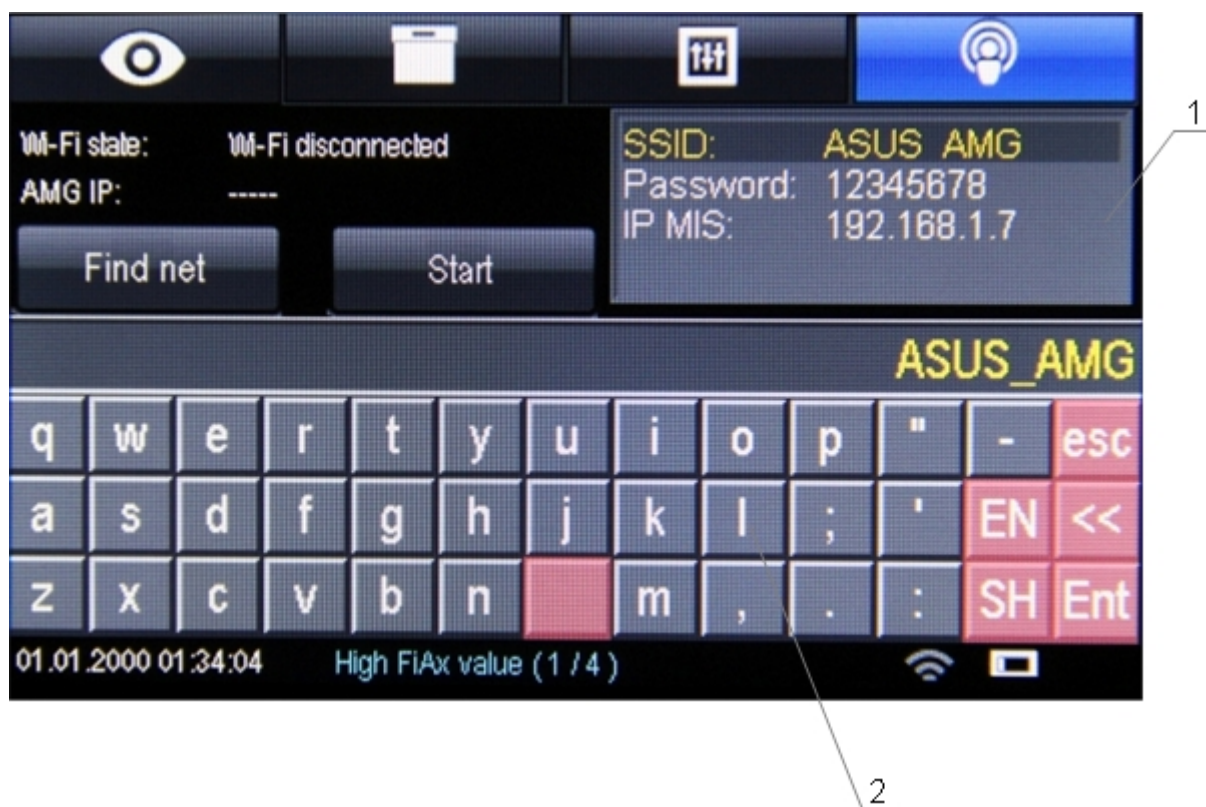 1
Wi-Fi state: Wi-Fi disconnected
AMG IP: -----
Find net
Start
SSID: ASUS_AMG
Password: 12345678
IP MIS: 192.168.1.7
ASUS_AMG
q w e r t y u i o p " - esc
a s d f g h j k l ; ' EN <<
z x c v b n m , . : SH Ent
01.01.2000 01:34:04 High FiAx value ( 1 / 4 )
2